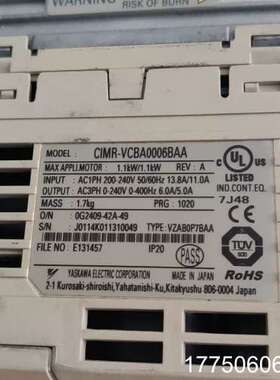 WARNING
RISK OF BURN
MODEL : CIMR-VCBA0006BAA
MAX APPLI.MOTOR : 1.1kW/1.1kW REV : A
INPUT : AC1PH 200-240V 50/60Hz 13.8A/11.0A
OUTPUT : AC3PH 0-240V 0-400Hz 6.0A/5.0A
MASS : 1.7kg PRG : 1020
O/N : 0G2409-42A-49
S/N : J0114K011310049 TYPE : VZAB0P7BAA
FILE NO : E131457 IP20
PASS
UL
LISTED
IND.CONT.EQ.
7J48
TÜV
RoHS
YASKAWA ELECTRIC CORPORATION
2-1 Kurosaki-shiroishi, Yahatanishi-Ku, Kitakyushu 806-0004 Japan
17750606